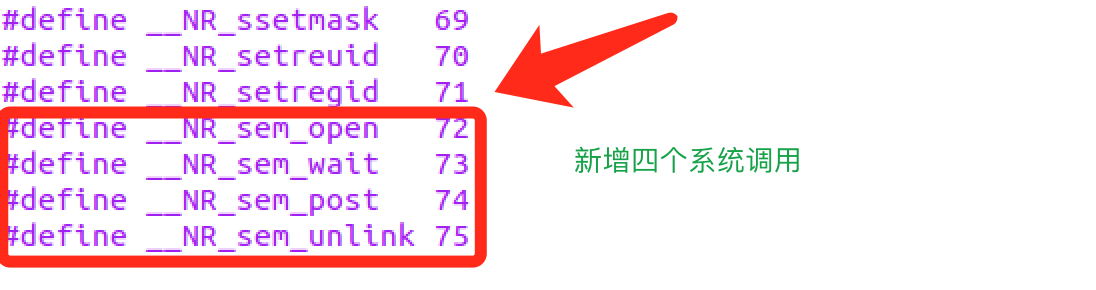 #define __NR_ssetmask   69
#define __NR_setreuid   70
#define __NR_setregid   71
#define __NR_sem_open   72
#define __NR_sem_wait   73
新增四个系统调用
#define __NR_sem_post   74
#define __NR_sem_unlink 75